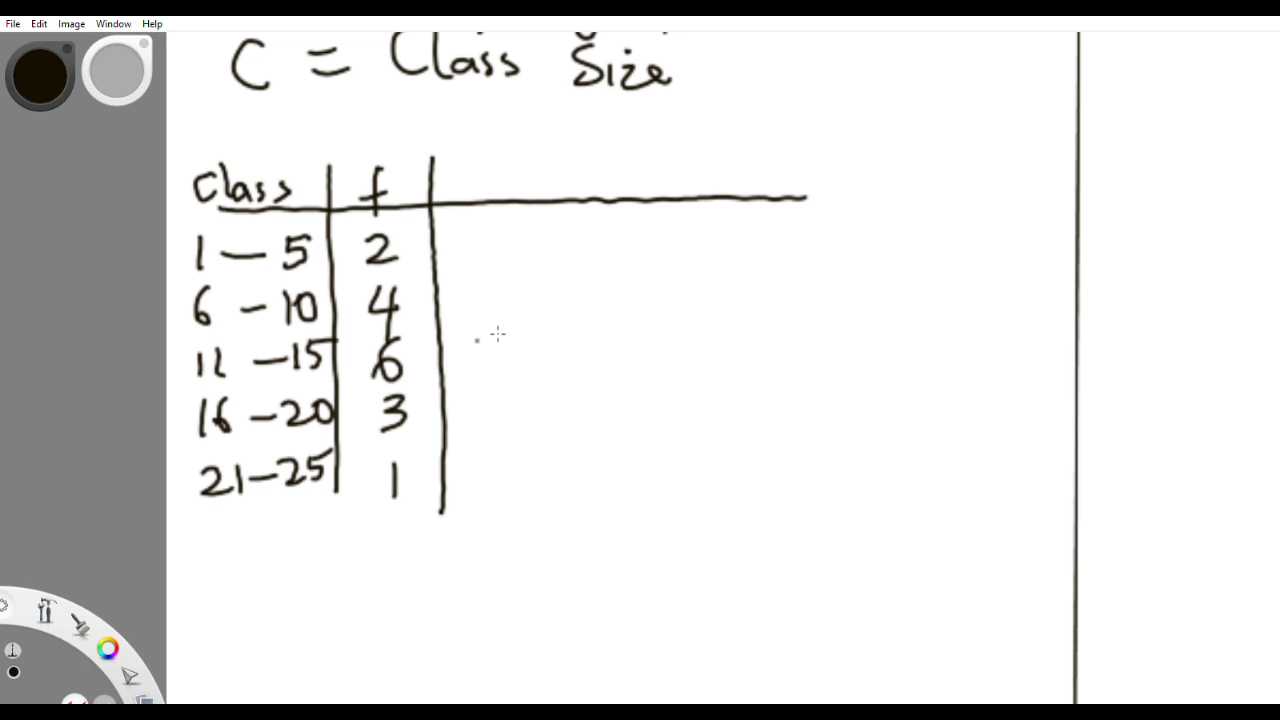 File Edit Image Window Help
C = Class Size
Class f
1 — 5 2
6 – 10 4
11 – 15 6
16 – 20 3
21 – 25 1